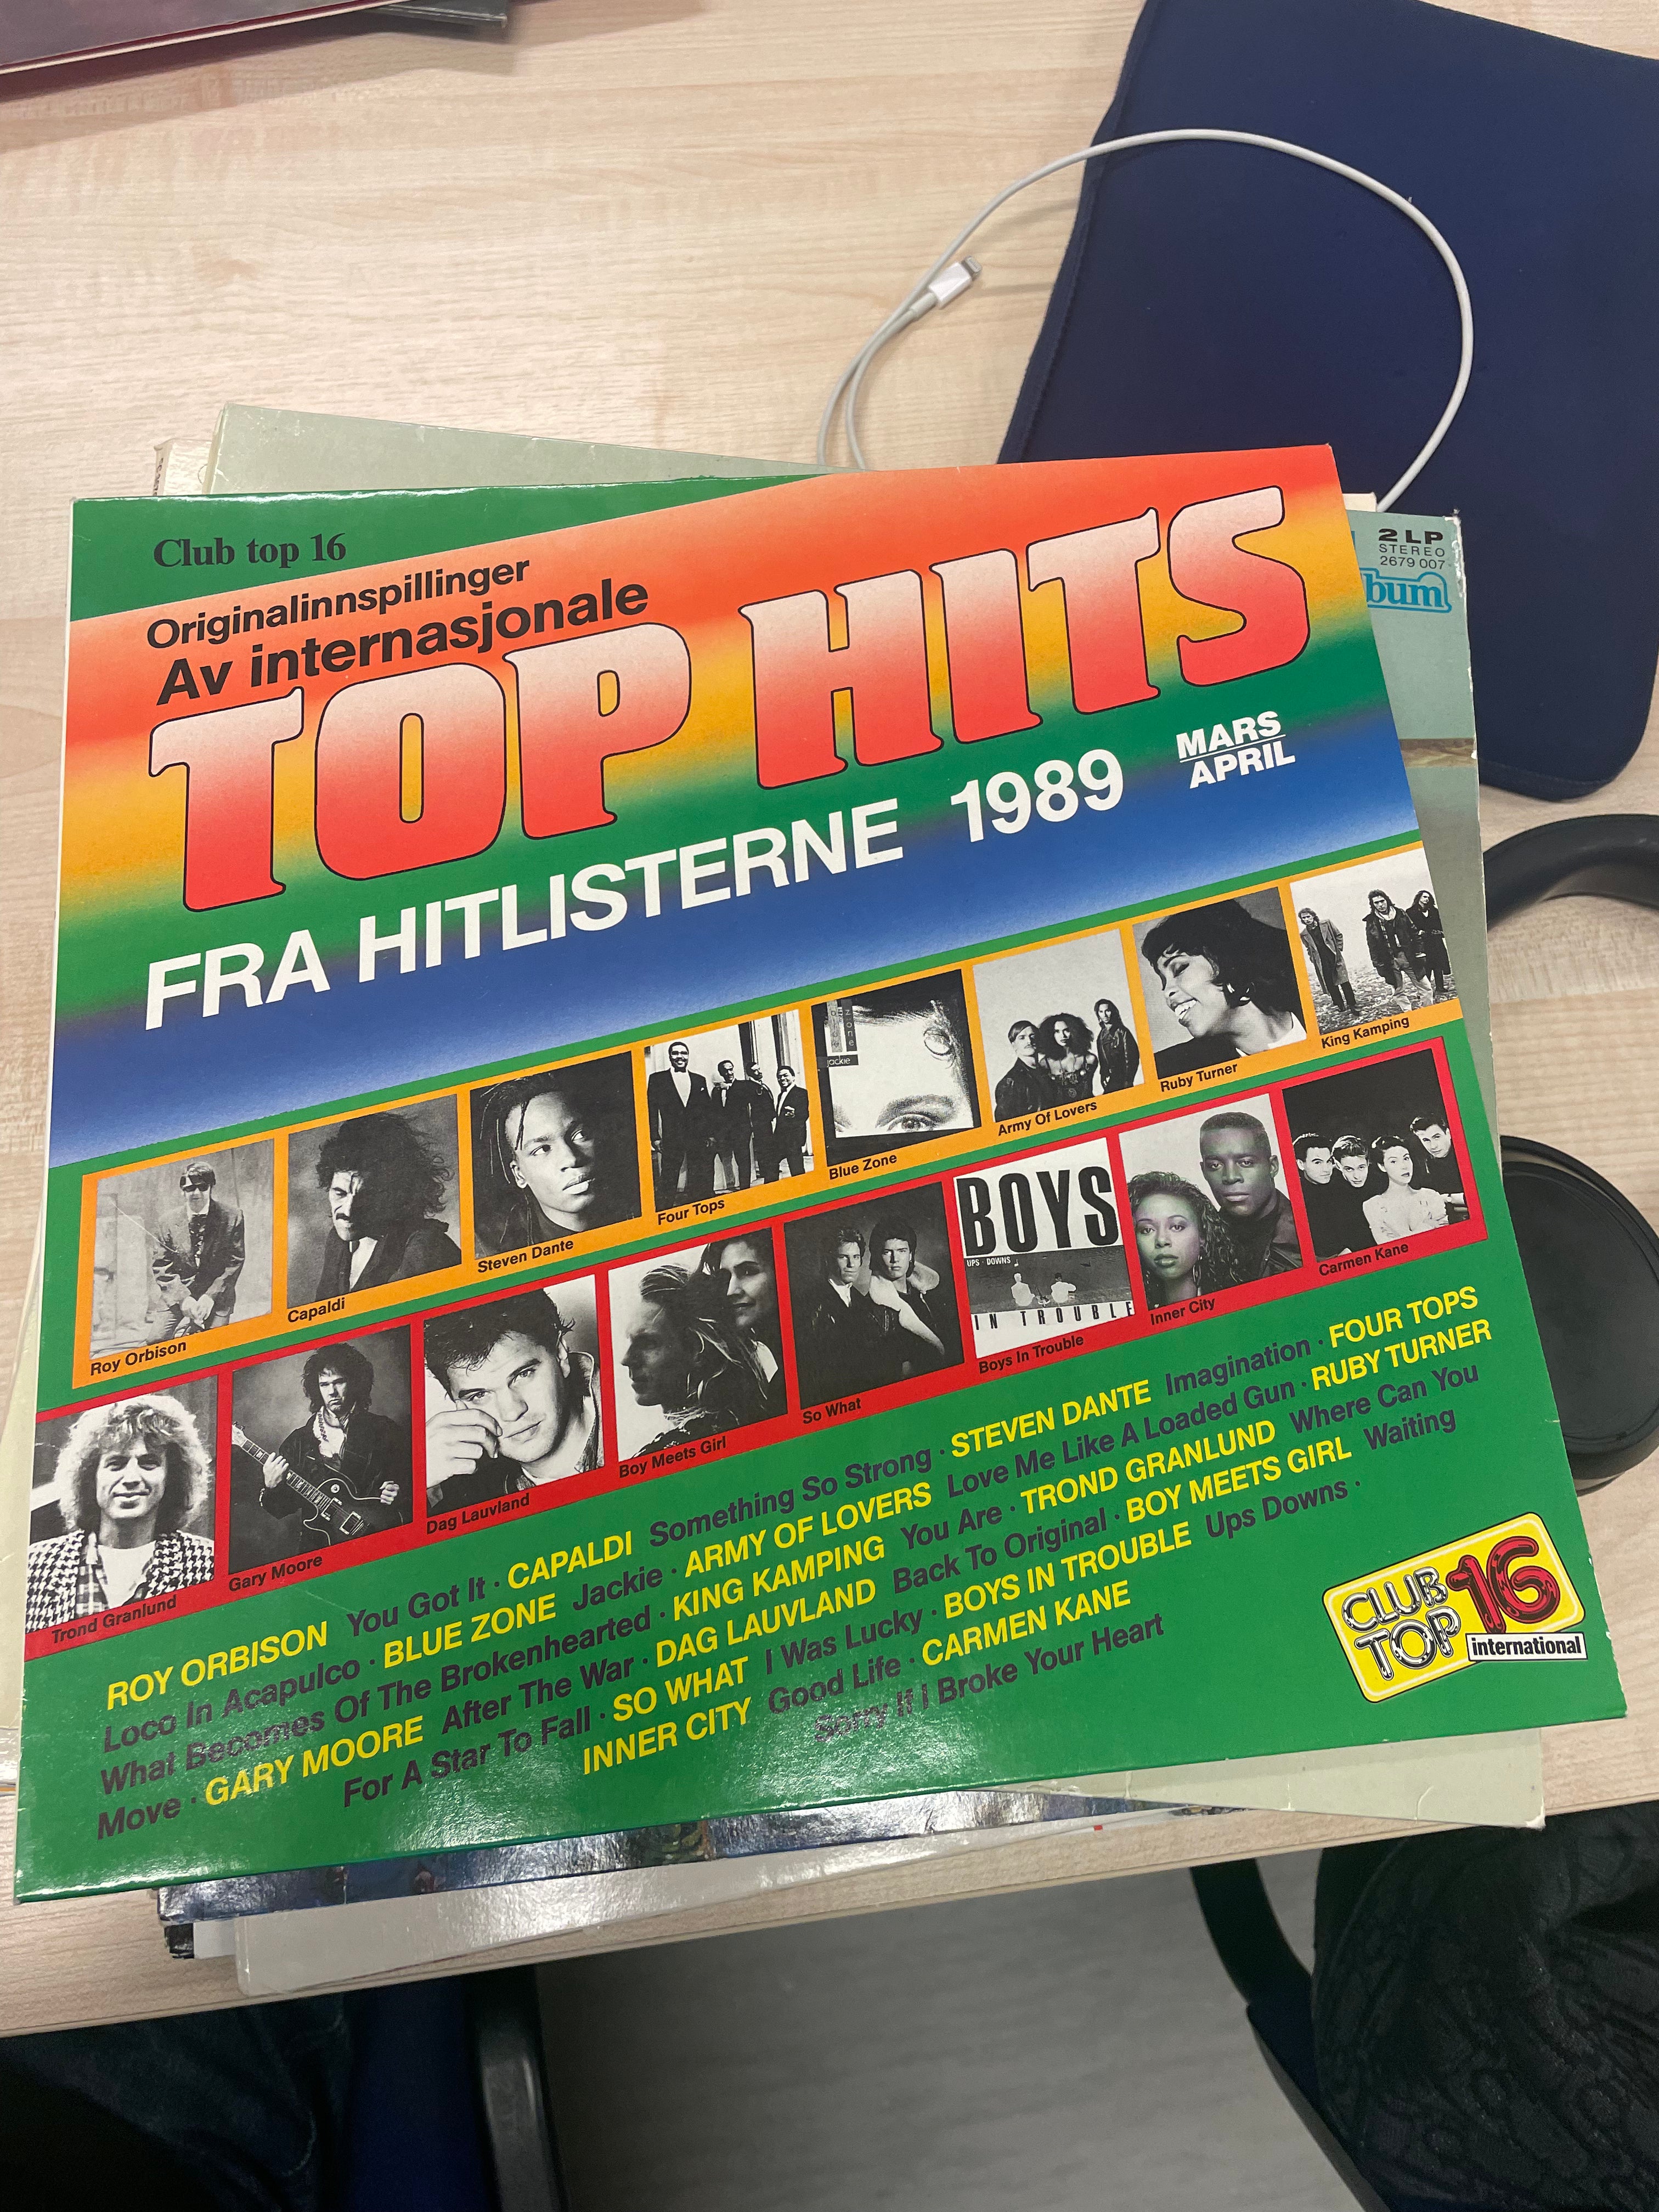 Club top 16
Originalinnspillinger
Av internasjonale
TOP HITS
FRA HITLISTERNE 1989
MARS
APRIL
2 LP
STEREO
2679 007
bum
Roy Orbison
Capaldi
Steven Dante
Four Tops
jackie
Blue Zone
Army Of Lovers
Ruby Turner
King Kamping
Trond Granlund
Gary Moore
Dag Lauvland
Boy Meets Girl
So What
BOYS
UPS · DOWNS
IN TROUBLE
Boys In Trouble
Inner City
Carmen Kane
ROY ORBISON You Got It · CAPALDI Something So Strong · STEVEN DANTE Imagination · FOUR TOPS
Loco In Acapulco · BLUE ZONE Jackie · ARMY OF LOVERS Love Me Like A Loaded Gun · RUBY TURNER
What Becomes Of The Brokenhearted · KING KAMPING You Are · TROND GRANLUND Where Can You
Move · GARY MOORE After The War · DAG LAUVLAND Back To Original · BOY MEETS GIRL Waiting
For A Star To Fall · SO WHAT I Was Lucky · BOYS IN TROUBLE Ups Downs ·
INNER CITY Good Life · CARMEN KANE
Sorry If I Broke Your Heart
CLUB
TOP 16
international